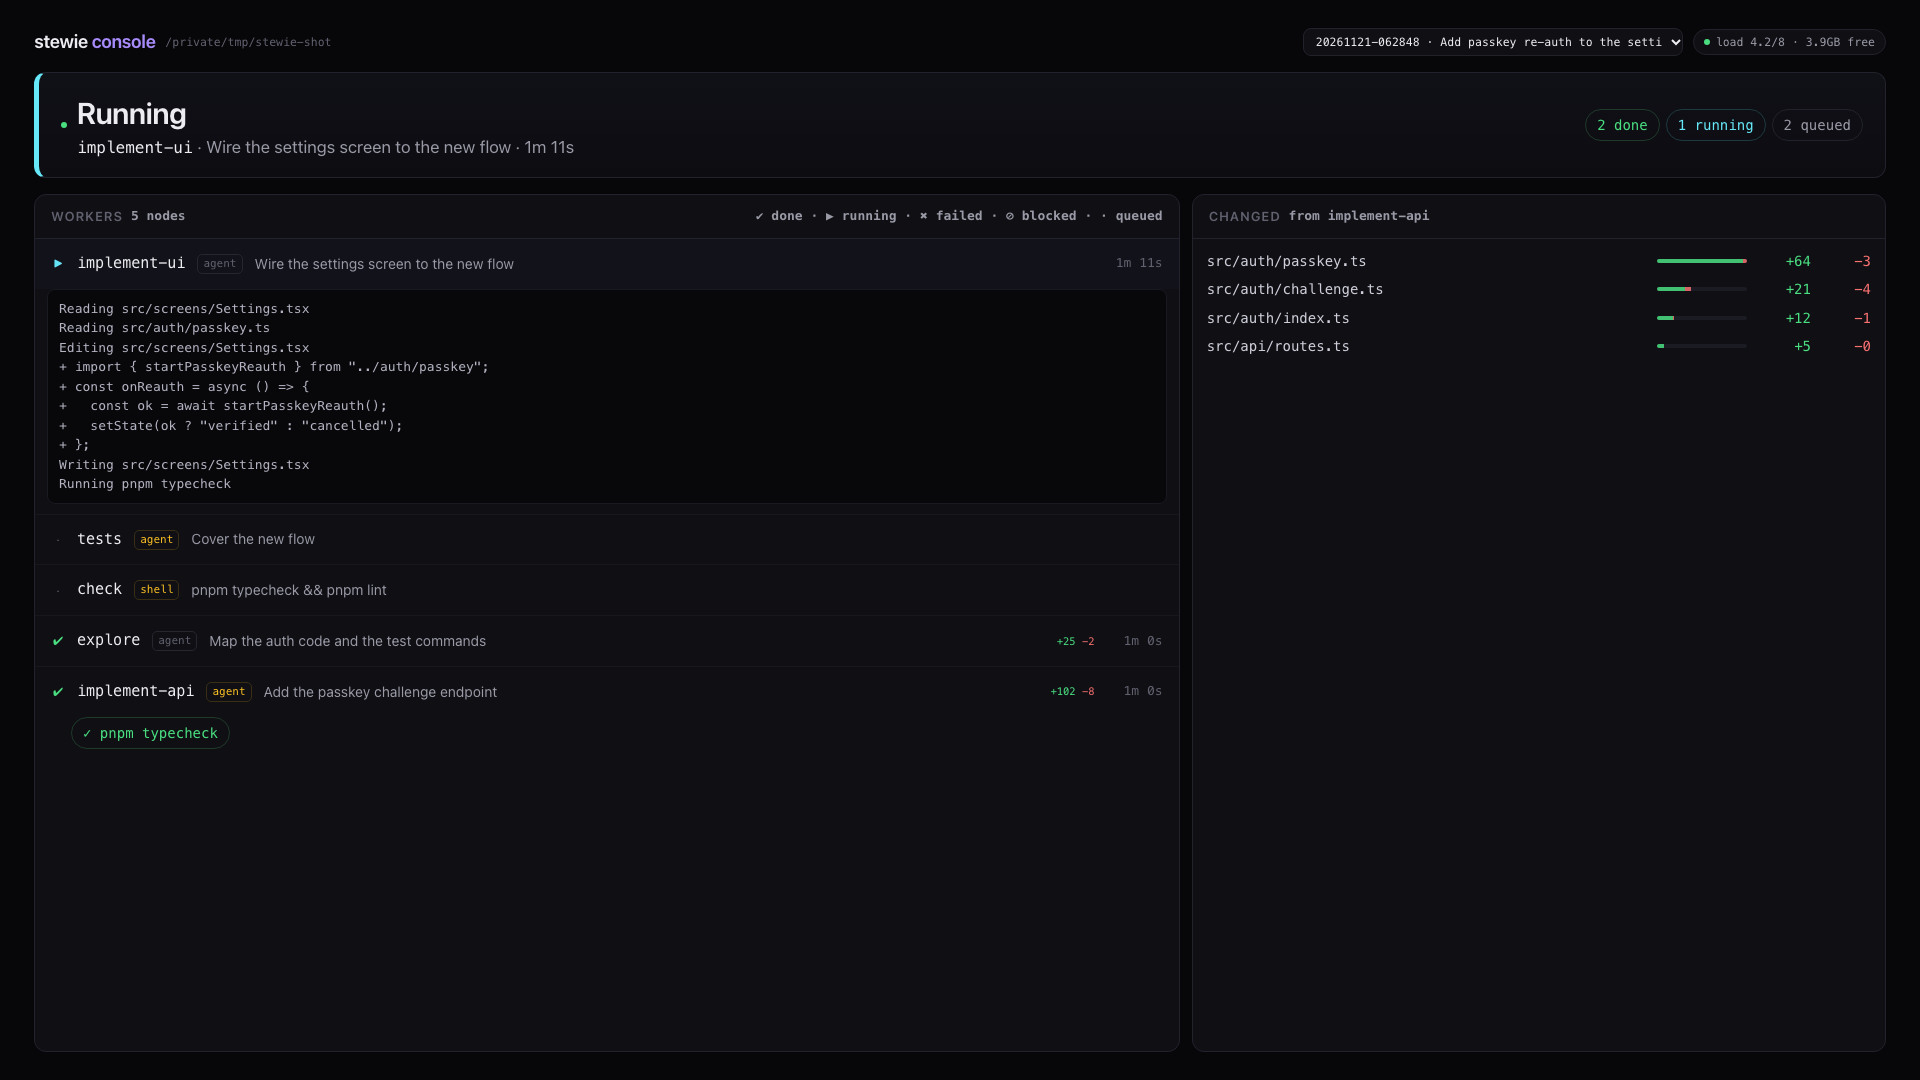 stewie console /private/tmp/stewie-shot
20261121-062848 · Add passkey re-auth to the setti
load 4.2/8 · 3.9GB free
Running
implement-ui · Wire the settings screen to the new flow · 1m 11s
2 done
1 running
2 queued
WORKERS 5 nodes
✔ done · ▶ running · ✖ failed · ⊘ blocked · · queued
▶ implement-ui agent Wire the settings screen to the new flow 1m 11s
Reading src/screens/Settings.tsx
Reading src/auth/passkey.ts
Editing src/screens/Settings.tsx
+ import { startPasskeyReauth } from "../auth/passkey";
+ const onReauth = async () => {
+   const ok = await startPasskeyReauth();
+   setState(ok ? "verified" : "cancelled");
+ };
Writing src/screens/Settings.tsx
Running pnpm typecheck
· tests agent Cover the new flow
· check shell pnpm typecheck && pnpm lint
✔ explore agent Map the auth code and the test commands +25 −2 1m 0s
✔ implement-api agent Add the passkey challenge endpoint +102 −8 1m 0s
✓ pnpm typecheck
CHANGED from implement-api
src/auth/passkey.ts +64 −3
src/auth/challenge.ts +21 −4
src/auth/index.ts +12 −1
src/api/routes.ts +5 −0